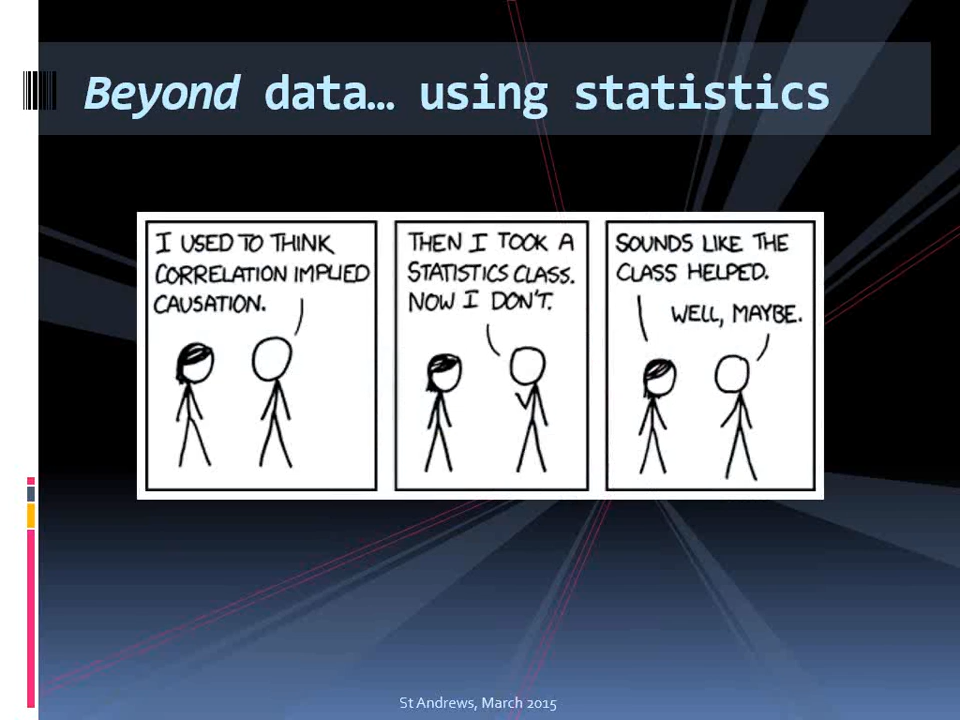 Beyond data… using statistics
I USED TO THINK
CORRELATION IMPLIED
CAUSATION.
THEN I TOOK A
STATISTICS CLASS.
NOW I DON'T.
SOUNDS LIKE THE
CLASS HELPED.
WELL, MAYBE.
St Andrews, March 2015